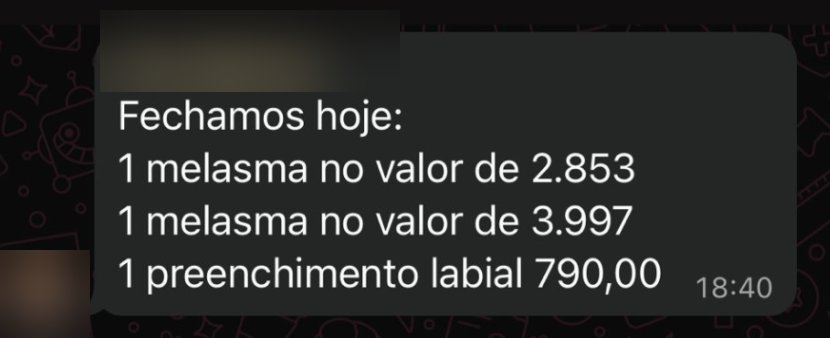 Fechamos hoje:
1 melasma no valor de 2.853
1 melasma no valor de 3.997
1 preenchimento labial 790,00
18:40